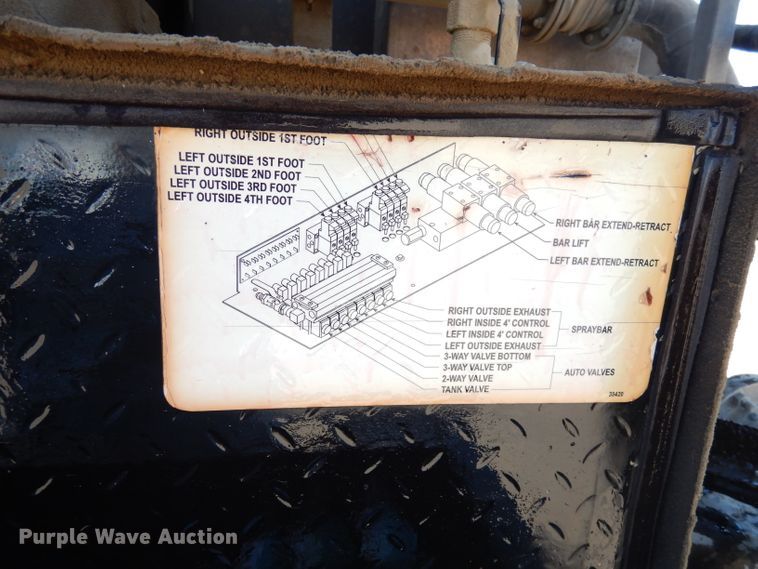 RIGHT OUTSIDE 1ST FOOT
LEFT OUTSIDE 1ST FOOT
LEFT OUTSIDE 2ND FOOT
LEFT OUTSIDE 3RD FOOT
LEFT OUTSIDE 4TH FOOT
RIGHT BAR EXTEND-RETRACT
BAR LIFT
LEFT BAR EXTEND-RETRACT
RIGHT OUTSIDE EXHAUST
RIGHT INSIDE 4' CONTROL
LEFT INSIDE 4' CONTROL
LEFT OUTSIDE EXHAUST
SPRAYBAR
3-WAY VALVE BOTTOM
3-WAY VALVE TOP
2-WAY VALVE
TANK VALVE
AUTO VALVES
33420
Purple Wave Auction